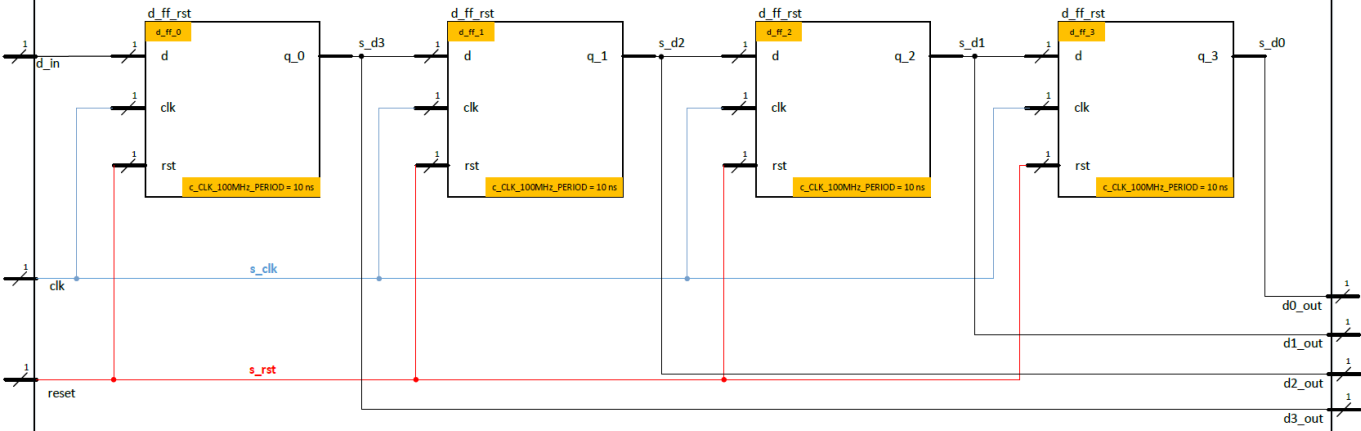 d_ff_rst d_ff_rst d_ff_rst d_ff_rst
d_ff_0 d_ff_1 d_ff_2 d_ff_3
1 1 s_d3 1 s_d2 1 s_d1 1 s_d0
d_in d q_0 d q_1 d q_2 d q_3
1 1 1 1
clk clk clk clk
1 1 1 1
rst rst rst rst
c_CLK_100MHz_PERIOD = 10 ns c_CLK_100MHz_PERIOD = 10 ns c_CLK_100MHz_PERIOD = 10 ns c_CLK_100MHz_PERIOD = 10 ns
1 s_clk
clk 1
d0_out
1
d1_out
1 s_rst 1
reset d2_out
1
d3_out